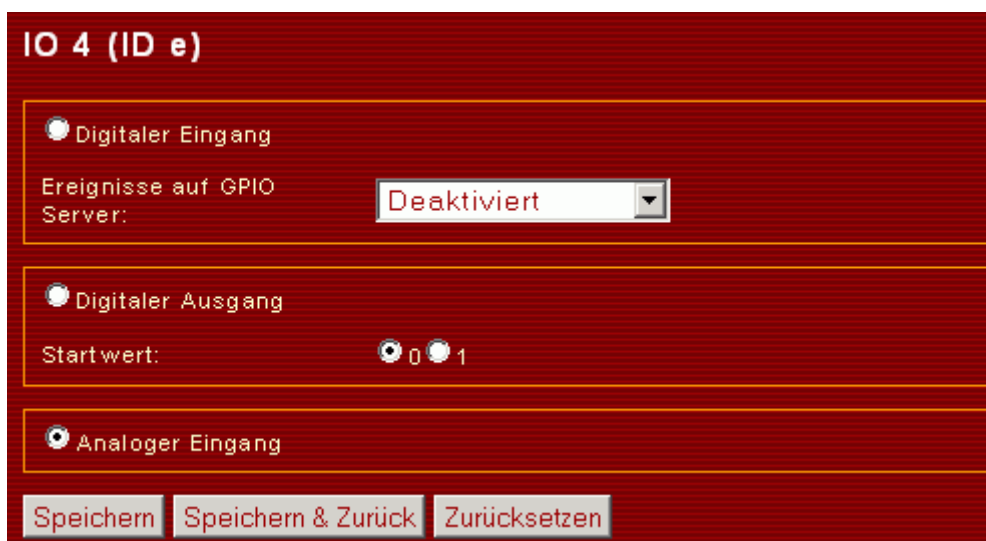 IO 4 (ID e)
Digitaler Eingang
Ereignisse auf GPIO
Server:
Deaktiviert
Digitaler Ausgang
Startwert: 0 1
Analoger Eingang
Speichern Speichern & Zurück Zurücksetzen